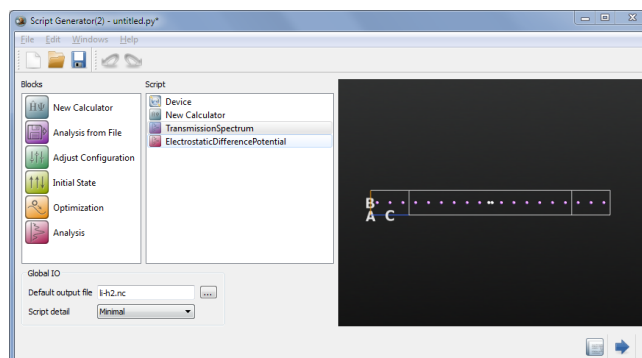 Script Generator(2) - untitled.py*
File Edit Windows Help
Blocks
Script
New Calculator
Analysis from File
Adjust Configuration
Initial State
Optimization
Analysis
Device
New Calculator
TransmissionSpectrum
ElectrostaticDifferencePotential
B
A C
Global IO
Default output file li-h2.nc ...
Script detail Minimal